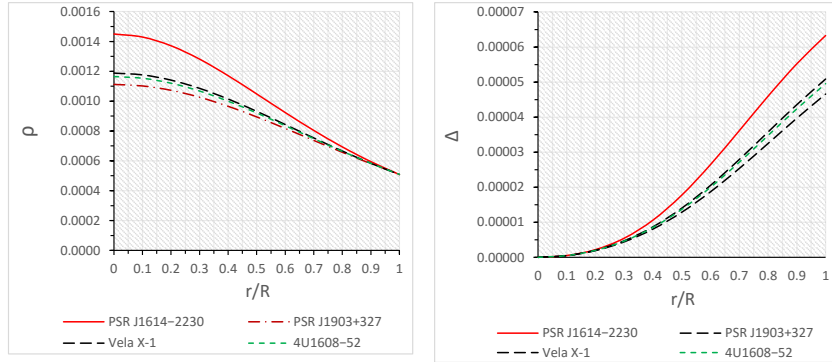 0.0016
0.0014
0.0012
0.0010
0.0008
0.0006
0.0004
0.0002
0.0000
ρ
0 0.1 0.2 0.3 0.4 0.5 0.6 0.7 0.8 0.9 1
r/R
PSR J1614−2230 PSR J1903+327
Vela X-1 4U1608−52
0.00007
0.00006
0.00005
0.00004
0.00003
0.00002
0.00001
0.00000
Δ
0 0.1 0.2 0.3 0.4 0.5 0.6 0.7 0.8 0.9 1
r/R
PSR J1614−2230 PSR J1903+327
Vela X-1 4U1608−52